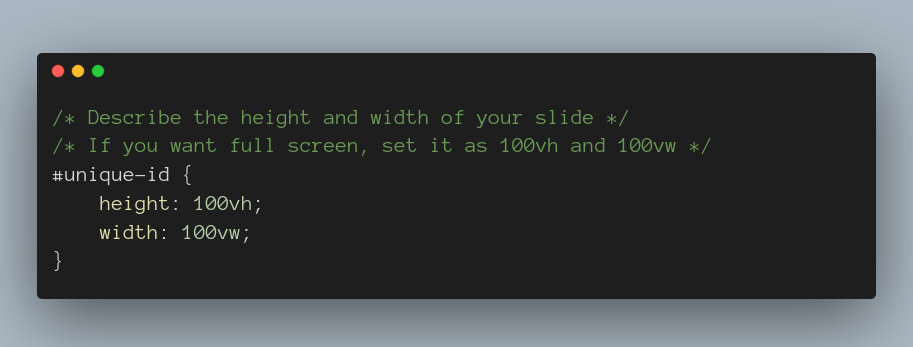 /* Describe the height and width of your slide */
/* If you want full screen, set it as 100vh and 100vw */
#unique-id {
    height: 100vh;
    width: 100vw;
}